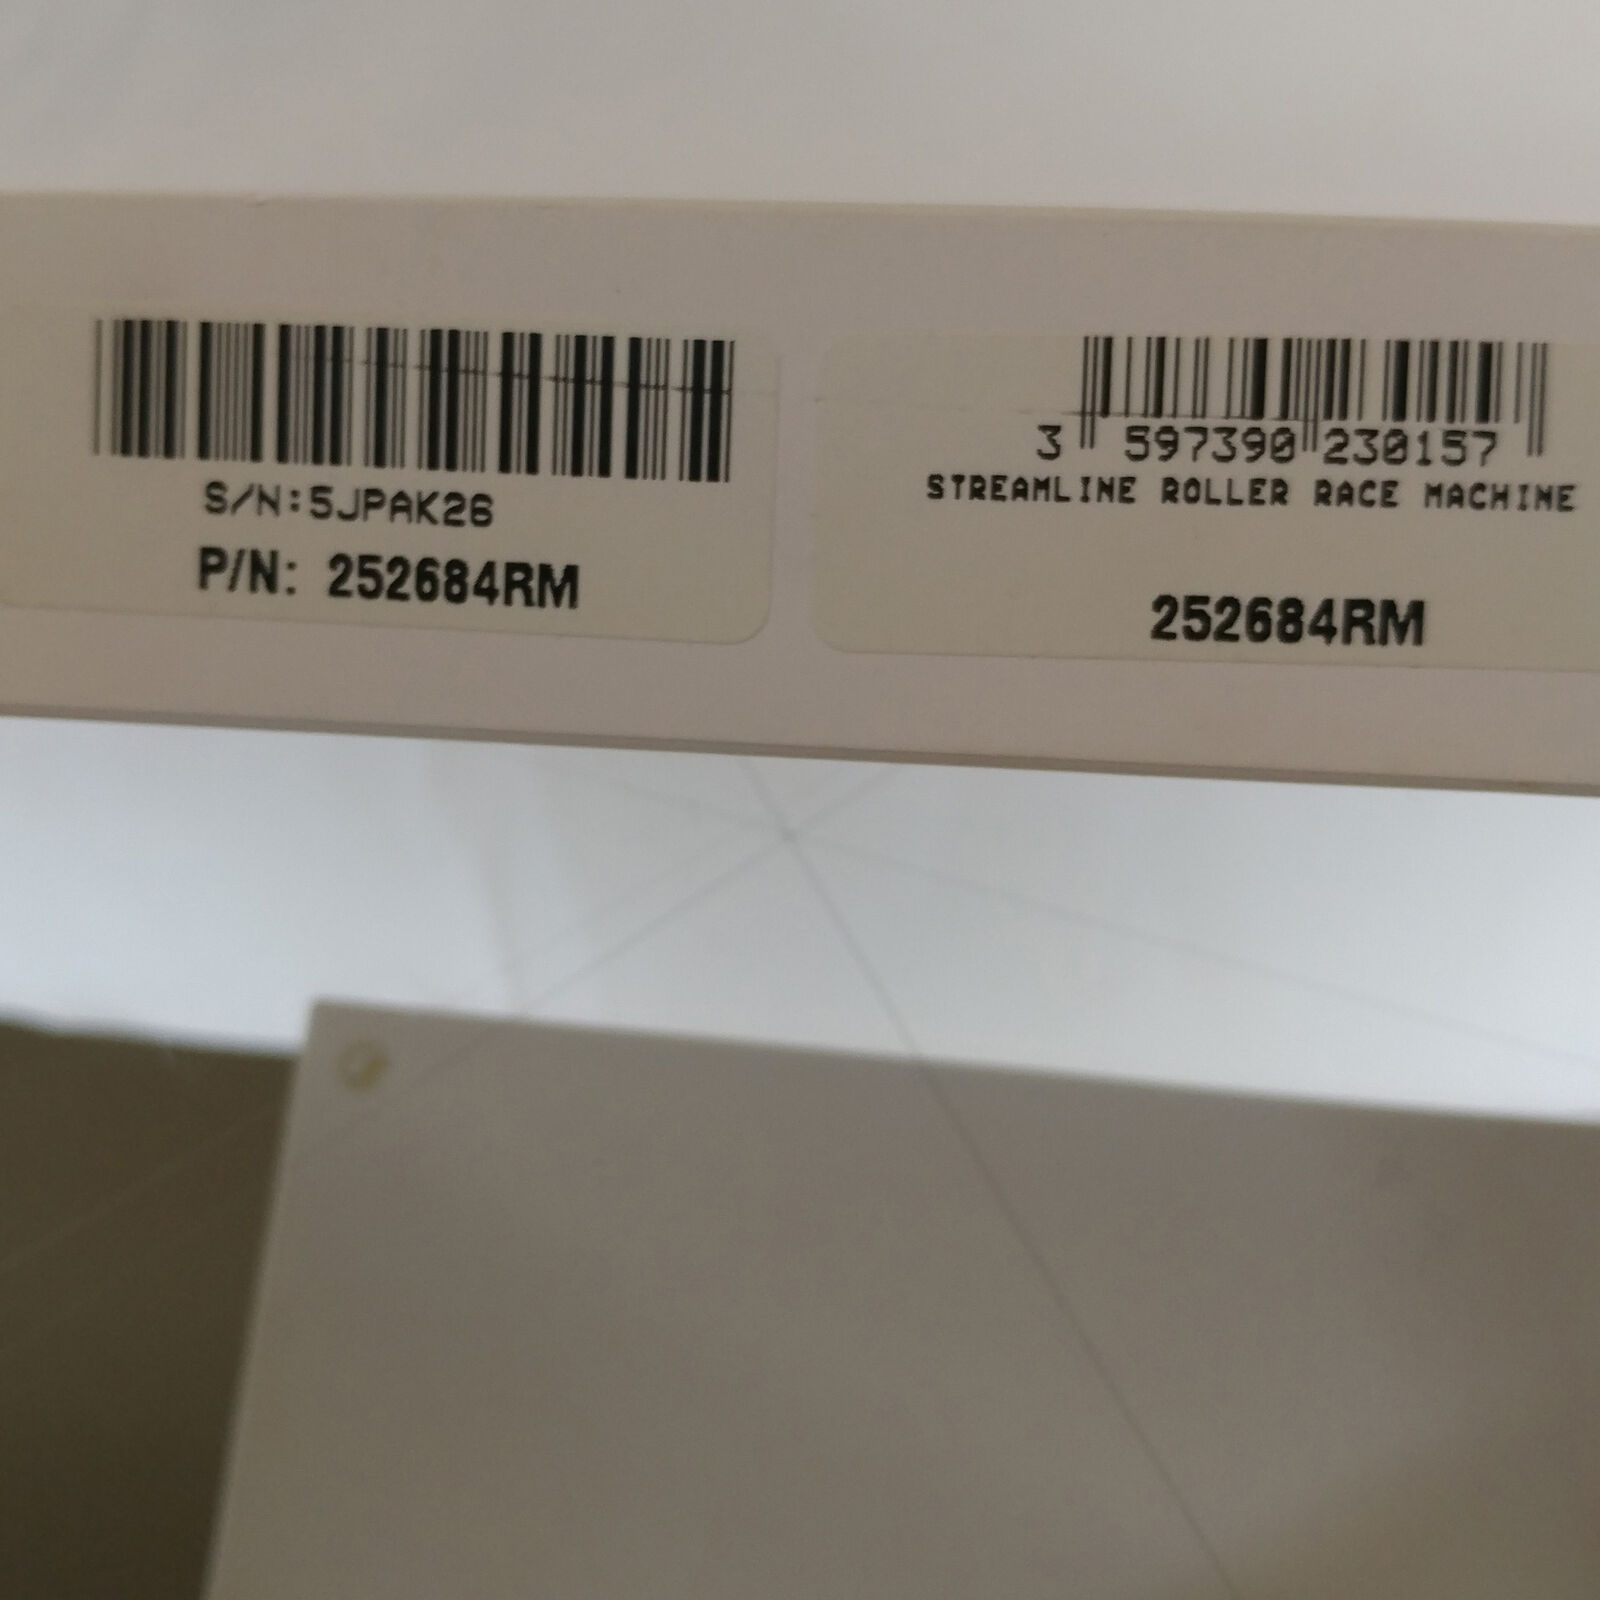 S/N:5JPAK26
P/N: 252684RM
3 597390 230157
STREAMLINE ROLLER RACE MACHINE
252684RM